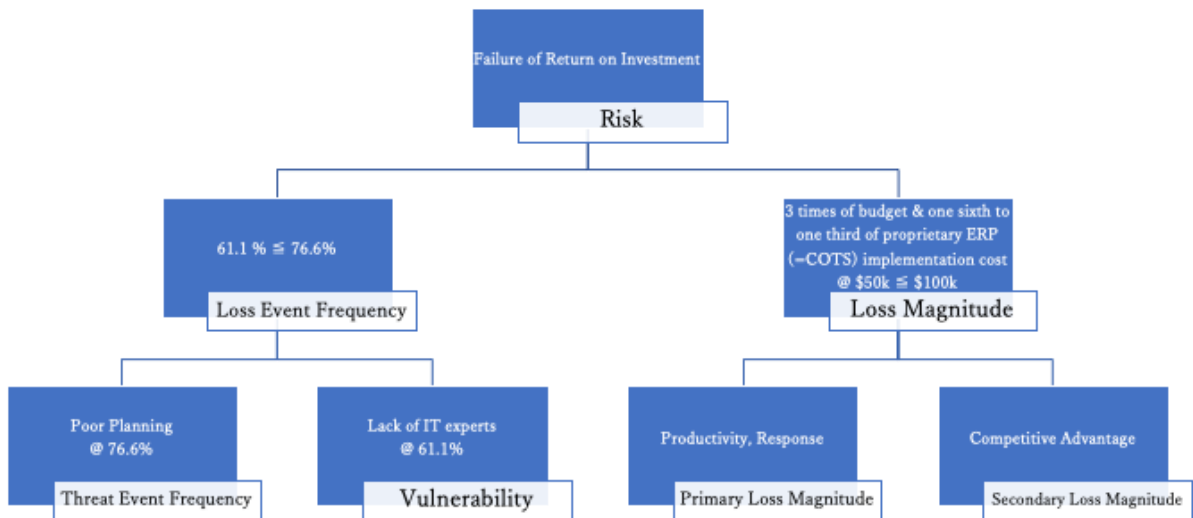 Failure of Return on Investment
Risk
61.1 % ≦ 76.6%
Loss Event Frequency
3 times of budget & one sixth to
one third of proprietary ERP
(=COTS) implementation cost
@ $50k ≦ $100k
Loss Magnitude
Poor Planning
@ 76.6%
Threat Event Frequency
Lack of IT experts
@ 61.1%
Vulnerability
Productivity, Response
Primary Loss Magnitude
Competitive Advantage
Secondary Loss Magnitude